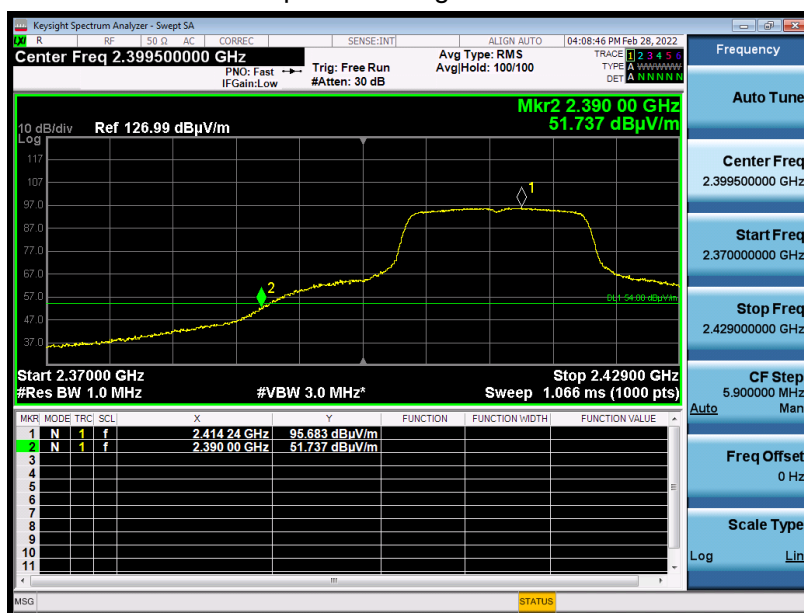 Keysight Spectrum Analyzer - Swept SA
LXI R RF 50 Ω AC CORREC SENSE:INT ALIGN AUTO 04:08:46 PM Feb 28, 2022
Center Freq 2.399500000 GHz
PNO: Fast
IFGain:Low
Trig: Free Run
#Atten: 30 dB
Avg Type: RMS
Avg|Hold: 100/100
TRACE 1 2 3 4 5 6
TYPE A WWWWW
DET A N N N N N
Mkr2 2.390 00 GHz
51.737 dBµV/m
10 dB/div Ref 126.99 dBµV/m
Log
117
107
97.0
87.0
77.0
67.0
57.0
47.0
37.0
1
2
DL1 54.00 dBµV/m
Start 2.37000 GHz Stop 2.42900 GHz
#Res BW 1.0 MHz #VBW 3.0 MHz* Sweep 1.066 ms (1000 pts)
MKR MODE TRC SCL X Y FUNCTION FUNCTION WIDTH FUNCTION VALUE
1 N 1 f 2.414 24 GHz 95.683 dBµV/m
2 N 1 f 2.390 00 GHz 51.737 dBµV/m
3
4
5
6
7
8
9
10
11
MSG STATUS
Frequency
Auto Tune
Center Freq
2.399500000 GHz
Start Freq
2.370000000 GHz
Stop Freq
2.429000000 GHz
CF Step
5.900000 MHz
Auto Man
Freq Offset
0 Hz
Scale Type
Log Lin